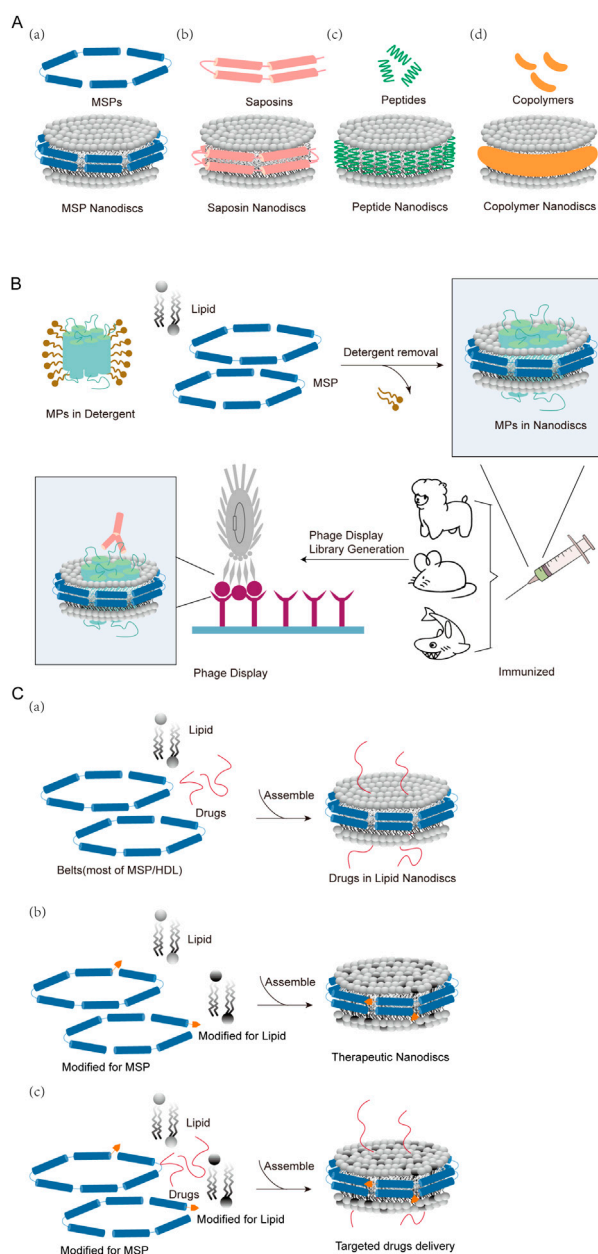 A
(a)
(b)
(c)
(d)
MSPs
Saposins
Peptides
Copolymers
MSP Nanodiscs
Saposin Nanodiscs
Peptide Nanodiscs
Copolymer Nanodiscs
B
Lipid
MSP
Detergent removal
MPs in Detergent
MPs in Nanodiscs
Phage Display
Library Generation
Phage Display
Immunized
C
(a)
Lipid
Drugs
Assemble
Belts(most of MSP/HDL)
Drugs in Lipid Nanodiscs
(b)
Lipid
Assemble
Modified for Lipid
Modified for MSP
Therapeutic Nanodiscs
(c)
Lipid
Drugs
Assemble
Modified for Lipid
Modified for MSP
Targeted drugs delivery